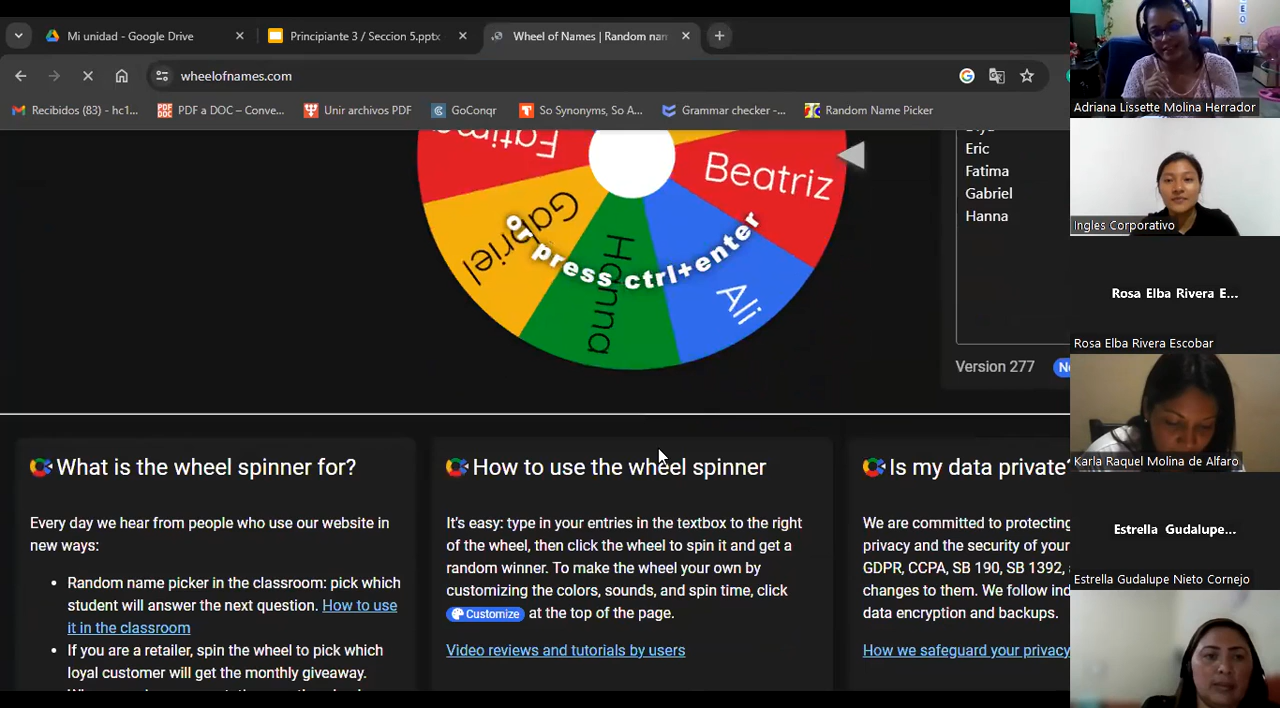 Mi unidad - Google Drive
Principiante 3 / Seccion 5.pptx
Wheel of Names | Random nam
wheelofnames.com
Recibidos (83) - hc1...
PDF a DOC – Conve...
Unir archivos PDF
GoConqr
So Synonyms, So A...
Grammar checker -...
Random Name Picker
Fatima
Beatriz
Gabriel
Hanna
Ali
or press ctrl+enter
Eric
Fatima
Gabriel
Hanna
Version 277
What is the wheel spinner for?
Every day we hear from people who use our website in
new ways:
Random name picker in the classroom: pick which
student will answer the next question. How to use
it in the classroom
If you are a retailer, spin the wheel to pick which
loyal customer will get the monthly giveaway.
How to use the wheel spinner
It's easy: type in your entries in the textbox to the right
of the wheel, then click the wheel to spin it and get a
random winner. To make the wheel your own by
customizing the colors, sounds, and spin time, click
Customize at the top of the page.
Video reviews and tutorials by users
Is my data private?
We are committed to protecting
privacy and the security of your
GDPR, CCPA, SB 190, SB 1392,
changes to them. We follow ind
data encryption and backups.
How we safeguard your privacy
Adriana Lissette Molina Herrador
Ingles Corporativo
Rosa Elba Rivera E...
Rosa Elba Rivera Escobar
Karla Raquel Molina de Alfaro
Estrella Gudalupe...
Estrella Gudalupe Nieto Cornejo